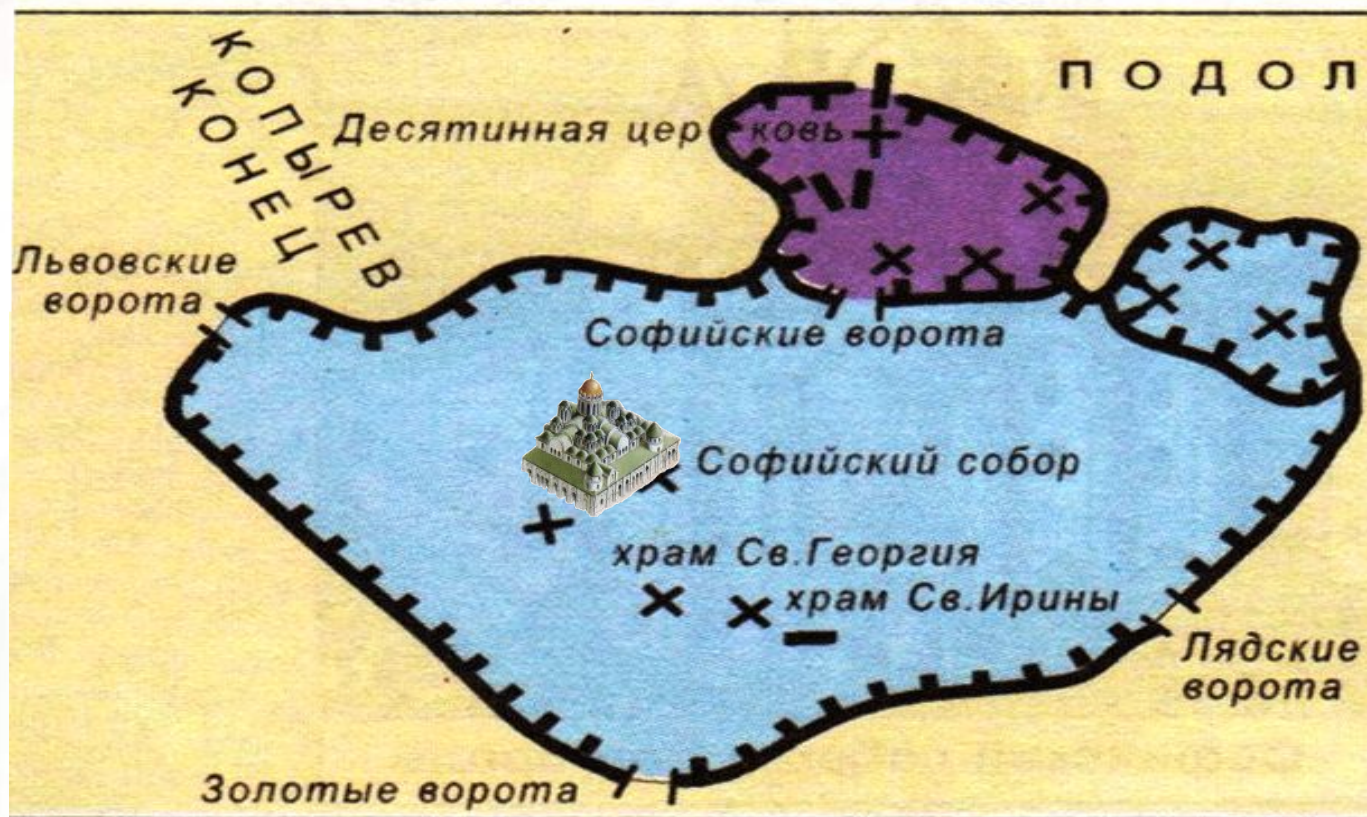 КОПЫРЕВ
КОНЕЦ
ПОДОЛ
Десятинная церковь
Львовские
ворота
Софийские ворота
Софийский собор
храм Св.Георгия
храм Св.Ирины
Лядские
ворота
Золотые ворота